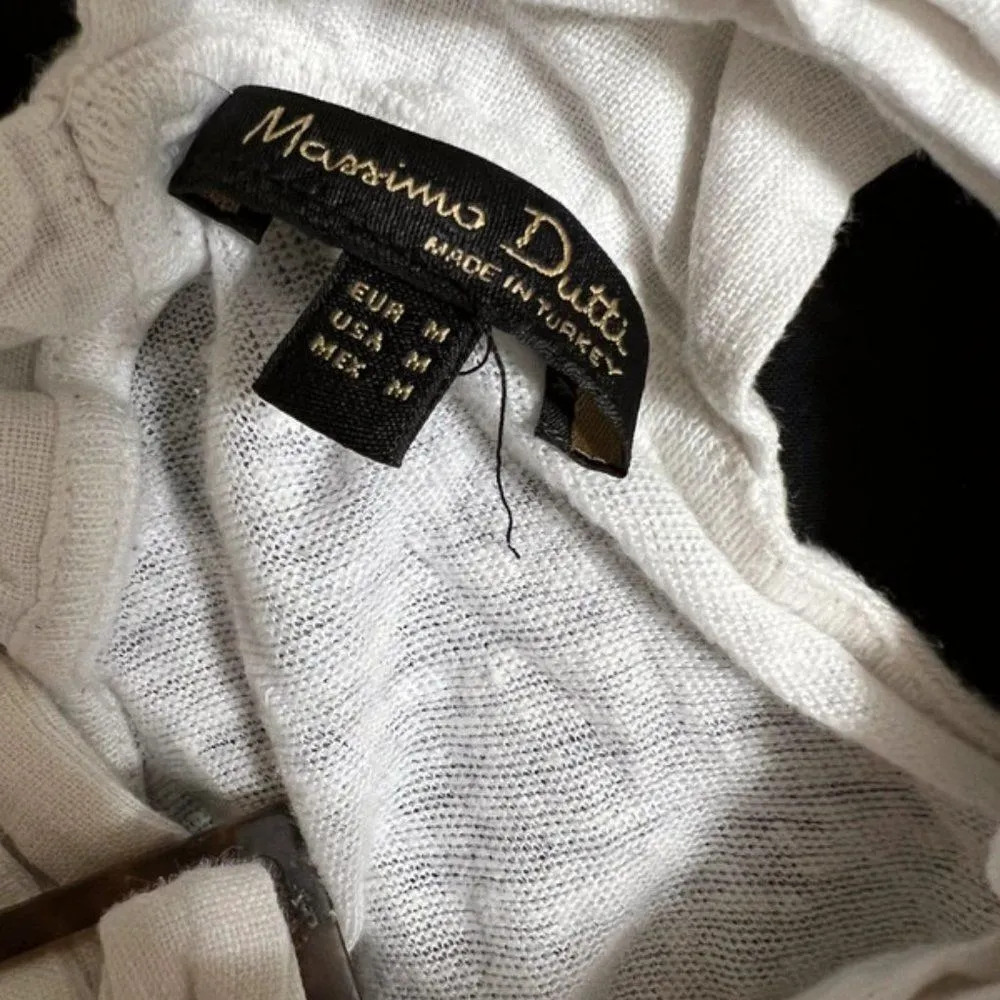 Massimo Dutti
MADE IN TURKEY
EUR M
USA M
MEX M